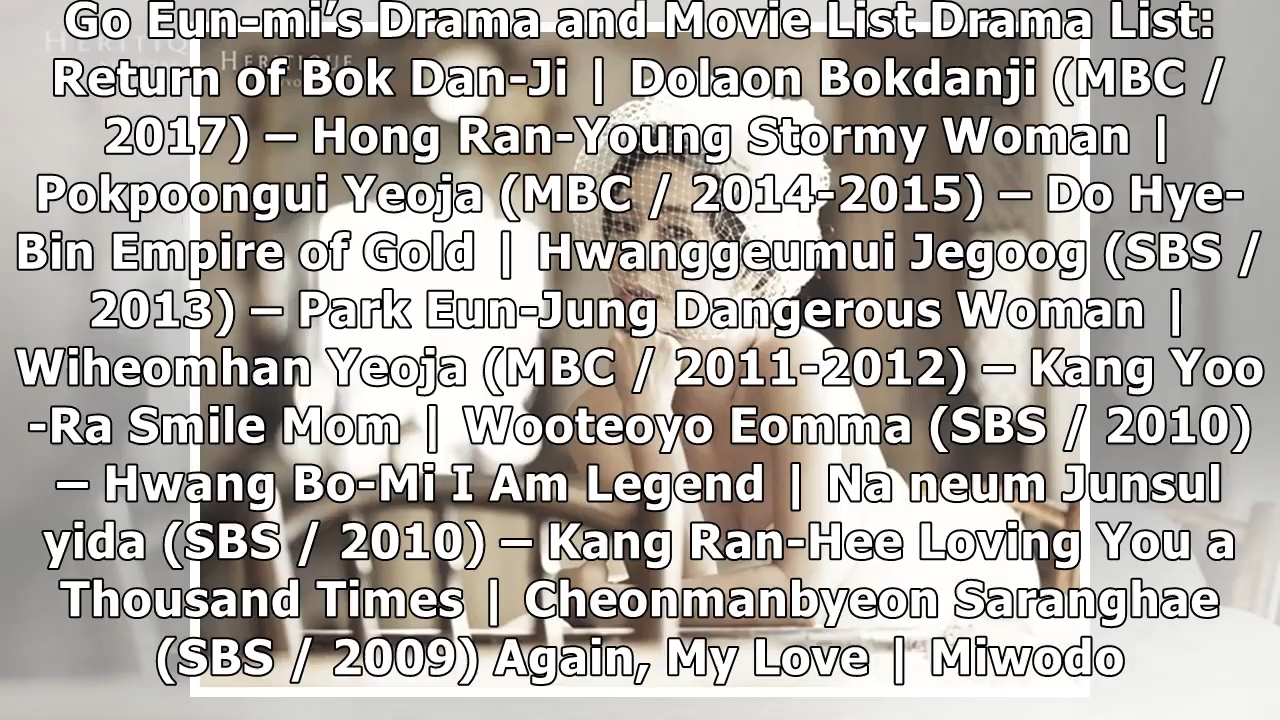 Go Eun-mi’s Drama and Movie List Drama List:
HERITIQUE
Return of Bok Dan-Ji | Dolaon Bokdanji (MBC /
2017) – Hong Ran-Young Stormy Woman |
Pokpoongui Yeoja (MBC / 2014-2015) – Do Hye-
Bin Empire of Gold | Hwanggeumui Jegoog (SBS /
2013) – Park Eun-Jung Dangerous Woman |
Wiheomhan Yeoja (MBC / 2011-2012) – Kang Yoo
-Ra Smile Mom | Wooteoyo Eomma (SBS / 2010)
– Hwang Bo-Mi I Am Legend | Na neum Junsul
yida (SBS / 2010) – Kang Ran-Hee Loving You a
Thousand Times | Cheonmanbyeon Saranghae
(SBS / 2009) Again, My Love | Miwodo